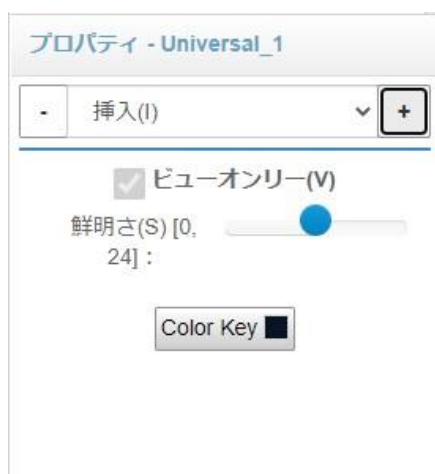 プロパティ - Universal_1
- 挿入(I) +
ビューオンリー(V)
鮮明さ(S) [0,
24] :
Color Key